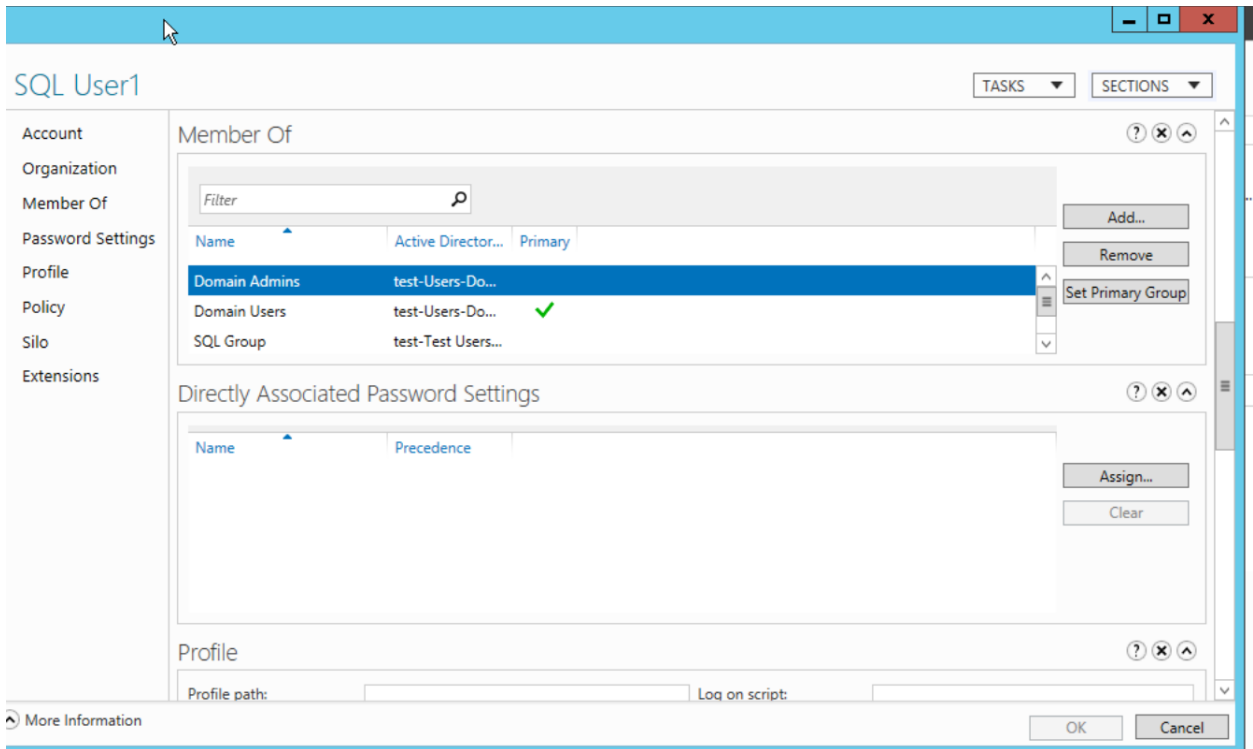 SQL User1
TASKS
SECTIONS
Account
Organization
Member Of
Password Settings
Profile
Policy
Silo
Extensions
Member Of
Filter
Name Active Director... Primary
Domain Admins test-Users-Do...
Domain Users test-Users-Do...
SQL Group test-Test Users...
Add...
Remove
Set Primary Group
Directly Associated Password Settings
Name Precedence
Assign...
Clear
Profile
Profile path: Log on script:
More Information
OK Cancel